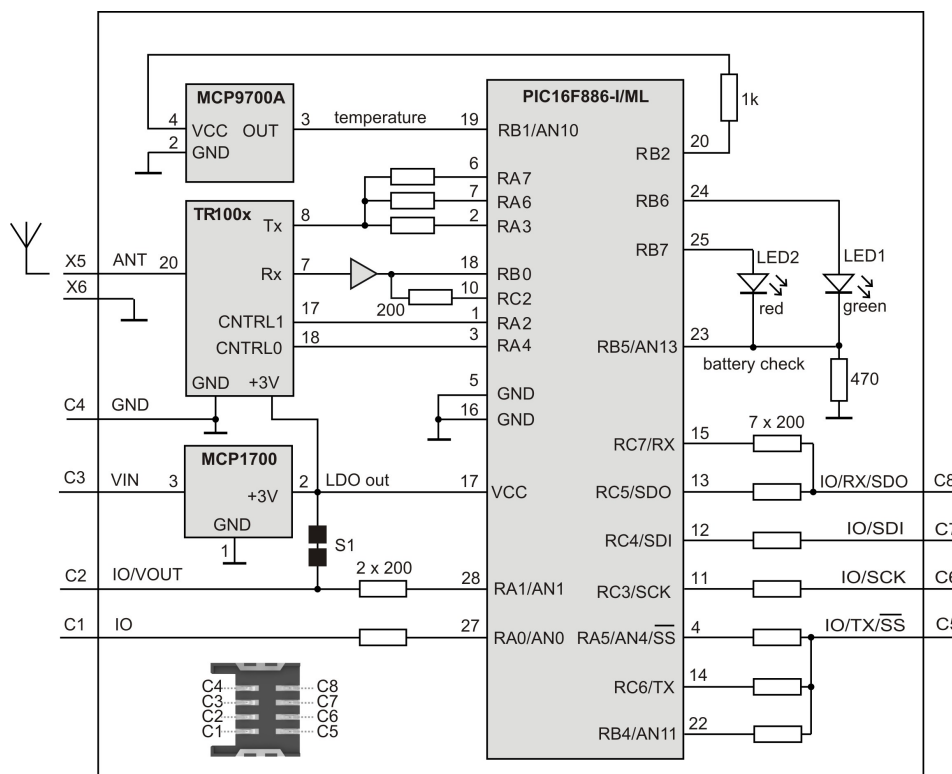 MCP9700A
PIC16F886-I/ML
1k
4 VCC OUT 3 temperature 19 RB1/AN10
2 GND
RB2 20
6 RA7
RB6 24
TR100x
7 RA6
Tx 8
2 RA3
RB7 25
LED2 LED1
X5 ANT 20
Rx 7
18 RB0
X6
200
10 RC2
red green
CNTRL1 17
1 RA2
CNTRL0 18
3 RA4
RB5/AN13 23
battery check
GND +3V
5 GND
470
C4 GND
16 GND
7 x 200
RC7/RX 15
MCP1700
C3 VIN 3 +3V 2 LDO out 17 VCC
RC5/SDO 13 IO/RX/SDO C8
GND
1
S1
RC4/SDI 12 IO/SDI C7
C2 IO/VOUT 2 x 200 28 RA1/AN1
RC3/SCK 11 IO/SCK C6
C1 IO 27 RA0/AN0
RA5/AN4/SS 4 IO/TX/SS C5
RC6/TX 14
RB4/AN11 22
C4 C8
C3 C7
C2 C6
C1 C5